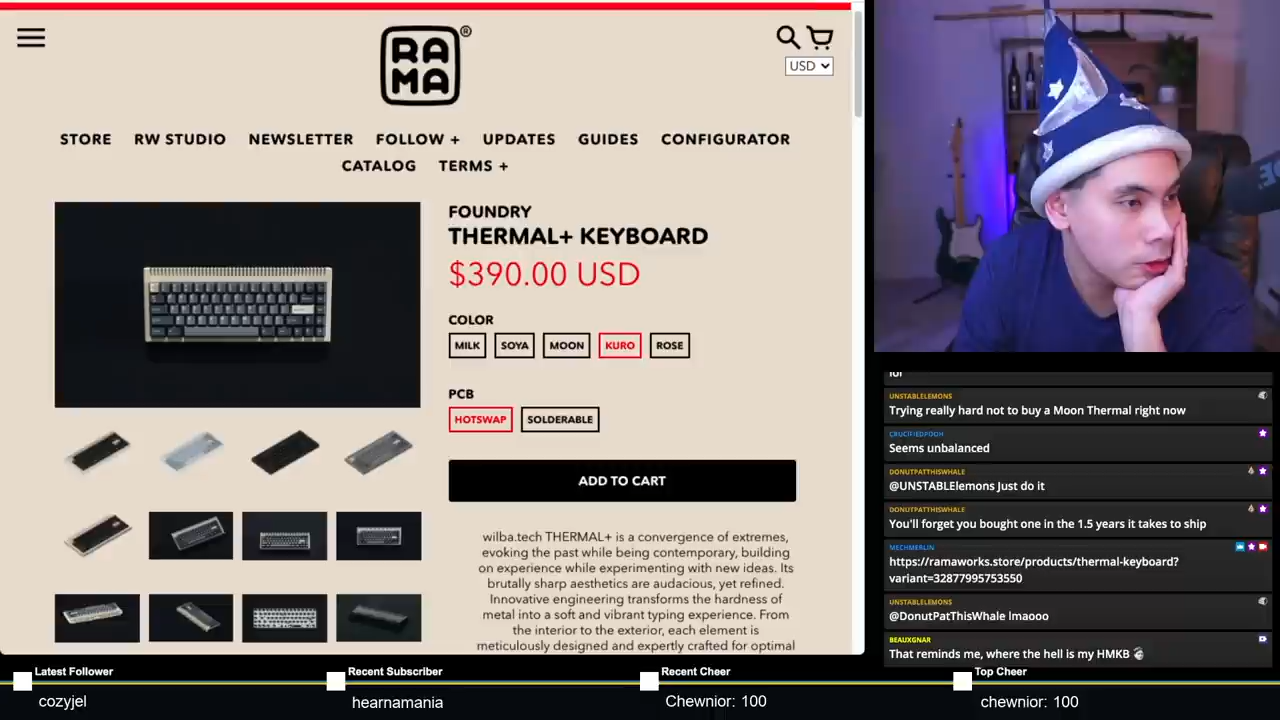 RA
MA
®
USD
STORE
RW STUDIO
NEWSLETTER
FOLLOW +
UPDATES
GUIDES
CONFIGURATOR
CATALOG
TERMS +
FOUNDRY
THERMAL+ KEYBOARD
$390.00 USD
COLOR
MILK
SOYA
MOON
KURO
ROSE
PCB
HOTSWAP
SOLDERABLE
ADD TO CART
wilba.tech THERMAL+ is a convergence of extremes,
evoking the past while being contemporary, building
on experience while experimenting with new ideas. Its
brutally sharp aesthetics are audacious, yet refined.
Innovative engineering transforms the hardness of
metal into a soft and vibrant typing experience. From
the interior to the exterior, each element is
meticulously designed and expertly crafted for optimal
UNSTABLELEMONS
Trying really hard not to buy a Moon Thermal right now
CRUCIFIEDPOOH
Seems unbalanced
DONUTPATTHISWHALE
@UNSTABLElemons Just do it
DONUTPATTHISWHALE
You'll forget you bought one in the 1.5 years it takes to ship
MECHMERLIN
https://ramaworks.store/products/thermal-keyboard?
variant=32877995753550
UNSTABLELEMONS
@DonutPatThisWhale lmaooo
BEAUXGNAR
That reminds me, where the hell is my HMKB
Latest Follower
cozyjel
Recent Subscriber
hearnamania
Recent Cheer
Chewnior: 100
Top Cheer
chewnior: 100